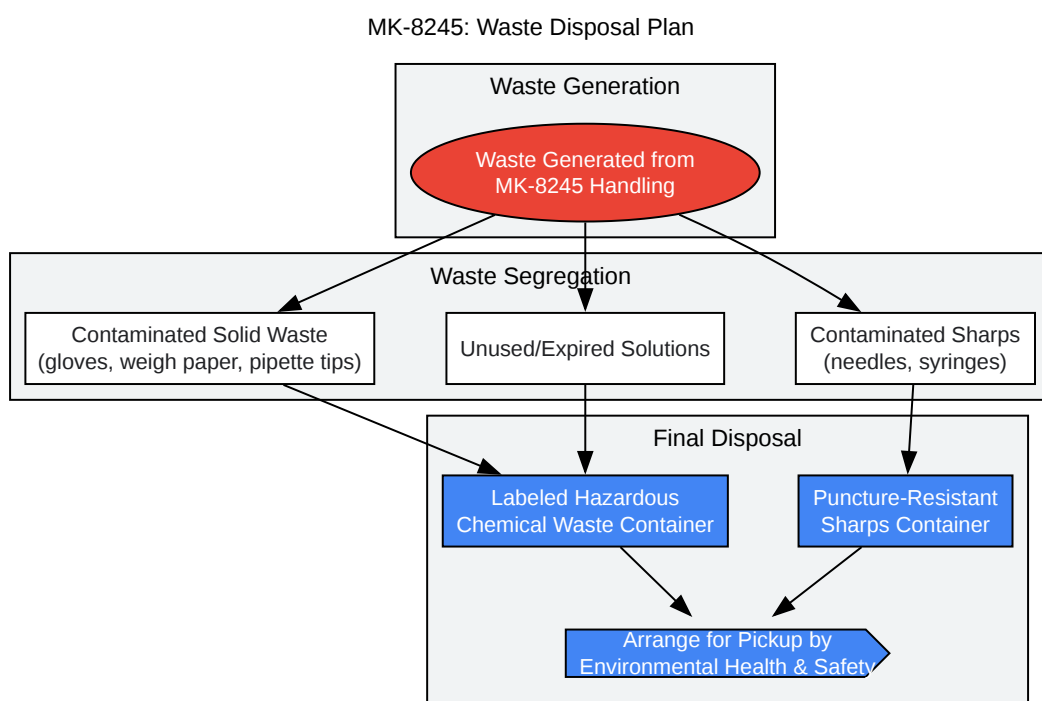 MK-8245: Waste Disposal Plan
Waste Generation
Waste Generated from
MK-8245 Handling
Waste Segregation
Contaminated Solid Waste
(gloves, weigh paper, pipette tips)
Unused/Expired Solutions
Contaminated Sharps
(needles, syringes)
Final Disposal
Labeled Hazardous
Chemical Waste Container
Puncture-Resistant
Sharps Container
Arrange for Pickup by
Environmental Health & Safety